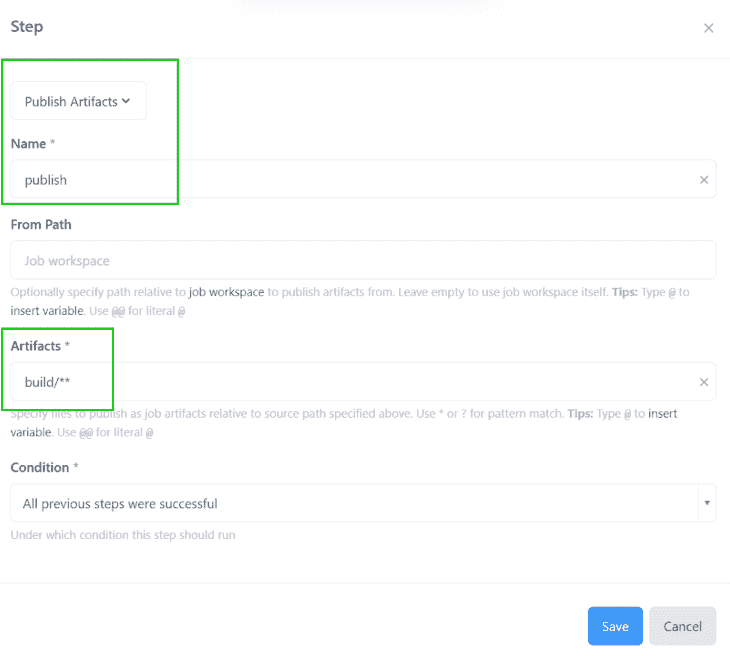 Step
Publish Artifacts
Name *
publish
From Path
Job workspace
Optionally specify path relative to job workspace to publish artifacts from. Leave empty to use job workspace itself. Tips: Type @ to
insert variable. Use @@ for literal @
Artifacts *
build/**
Specify files to publish as job artifacts relative to source path specified above. Use * or ? for pattern match. Tips: Type @ to insert
variable. Use @@ for literal @
Condition *
All previous steps were successful
Under which condition this step should run
Save Cancel